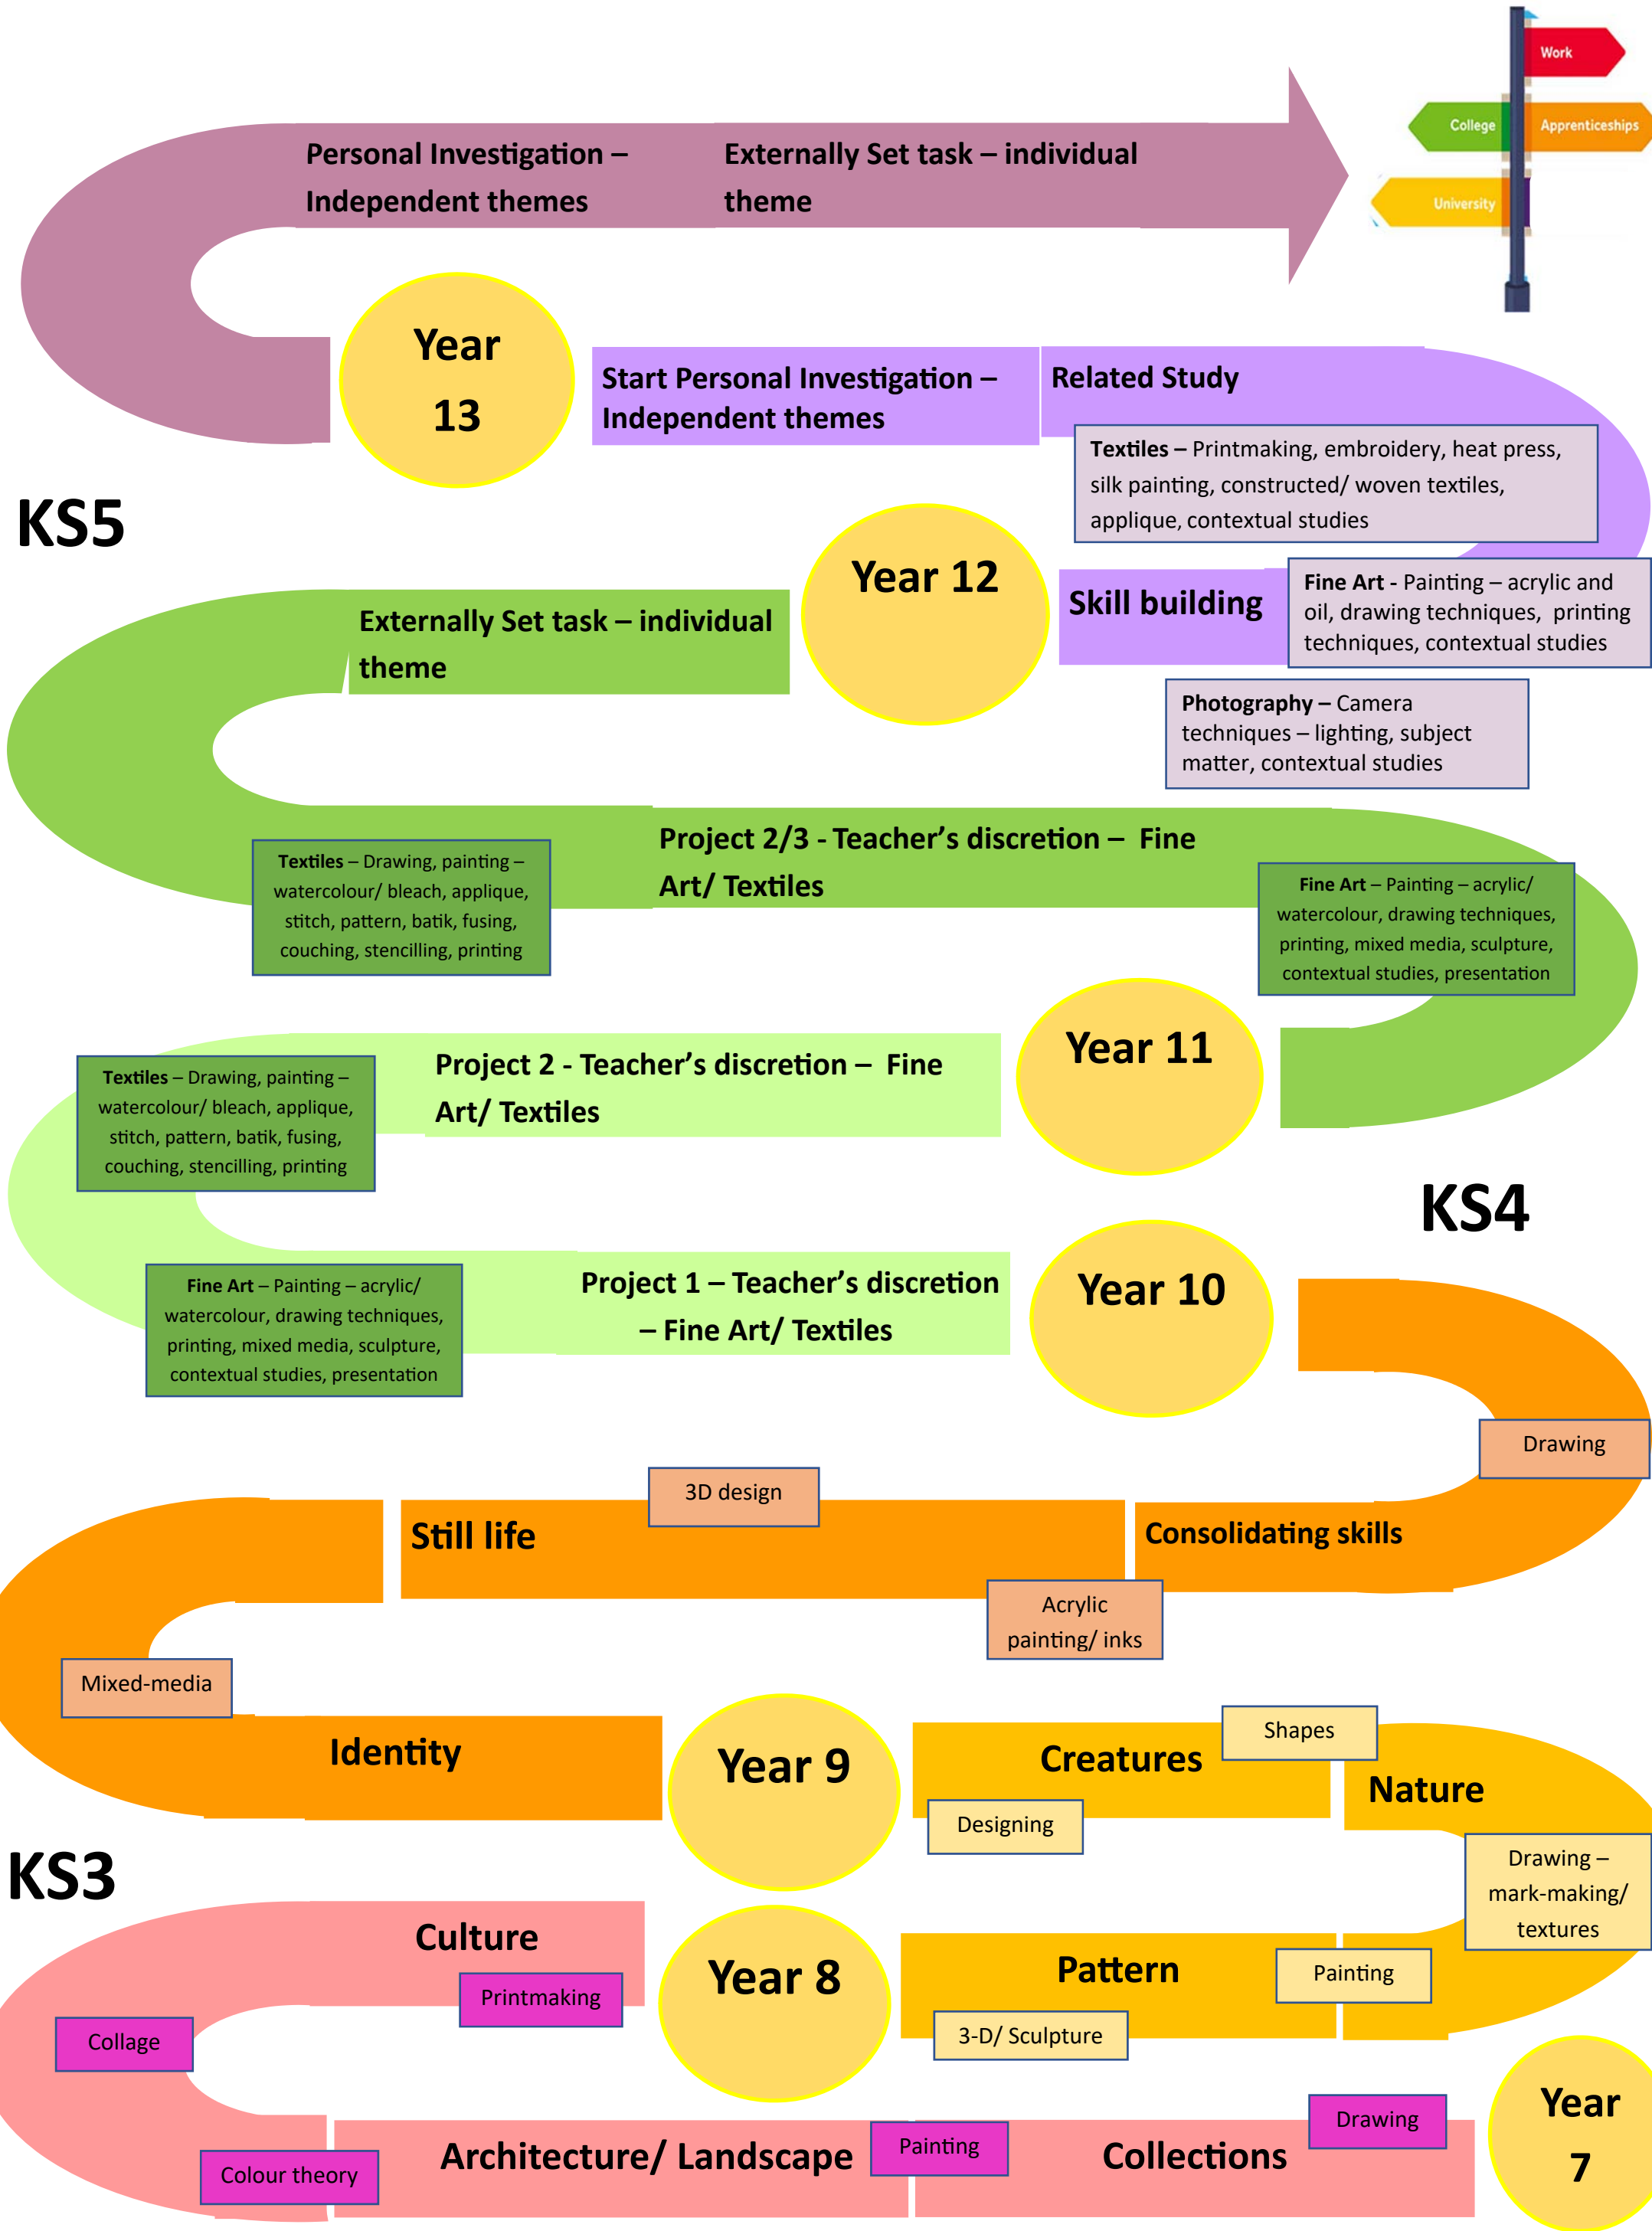 Work
College
Apprenticeships
University
Personal Investigation –
Independent themes
Externally Set task – individual
theme
Year
13
Start Personal Investigation –
Independent themes
Related Study
Textiles – Printmaking, embroidery, heat press,
silk painting, constructed/ woven textiles,
applique, contextual studies
KS5
Year 12
Skill building
Fine Art - Painting – acrylic and
oil, drawing techniques,  printing
techniques, contextual studies
Externally Set task – individual
theme
Photography – Camera
techniques – lighting, subject
matter, contextual studies
Project 2/3 - Teacher’s discretion –  Fine
Art/ Textiles
Textiles – Drawing, painting –
watercolour/ bleach, applique,
stitch, pattern, batik, fusing,
couching, stencilling, printing
Fine Art – Painting – acrylic/
watercolour, drawing techniques,
printing, mixed media, sculpture,
contextual studies, presentation
Year 11
Project 2 - Teacher’s discretion –  Fine
Art/ Textiles
Textiles – Drawing, painting –
watercolour/ bleach, applique,
stitch, pattern, batik, fusing,
couching, stencilling, printing
KS4
Year 10
Project 1 – Teacher’s discretion
– Fine Art/ Textiles
Fine Art – Painting – acrylic/
watercolour, drawing techniques,
printing, mixed media, sculpture,
contextual studies, presentation
Drawing
3D design
Still life
Consolidating skills
Acrylic
painting/ inks
Mixed-media
Identity
Year 9
Creatures
Shapes
Nature
Designing
Drawing –
mark-making/
textures
KS3
Culture
Printmaking
Collage
Year 8
Pattern
Painting
3-D/ Sculpture
Year
7
Drawing
Collections
Painting
Architecture/ Landscape
Colour theory